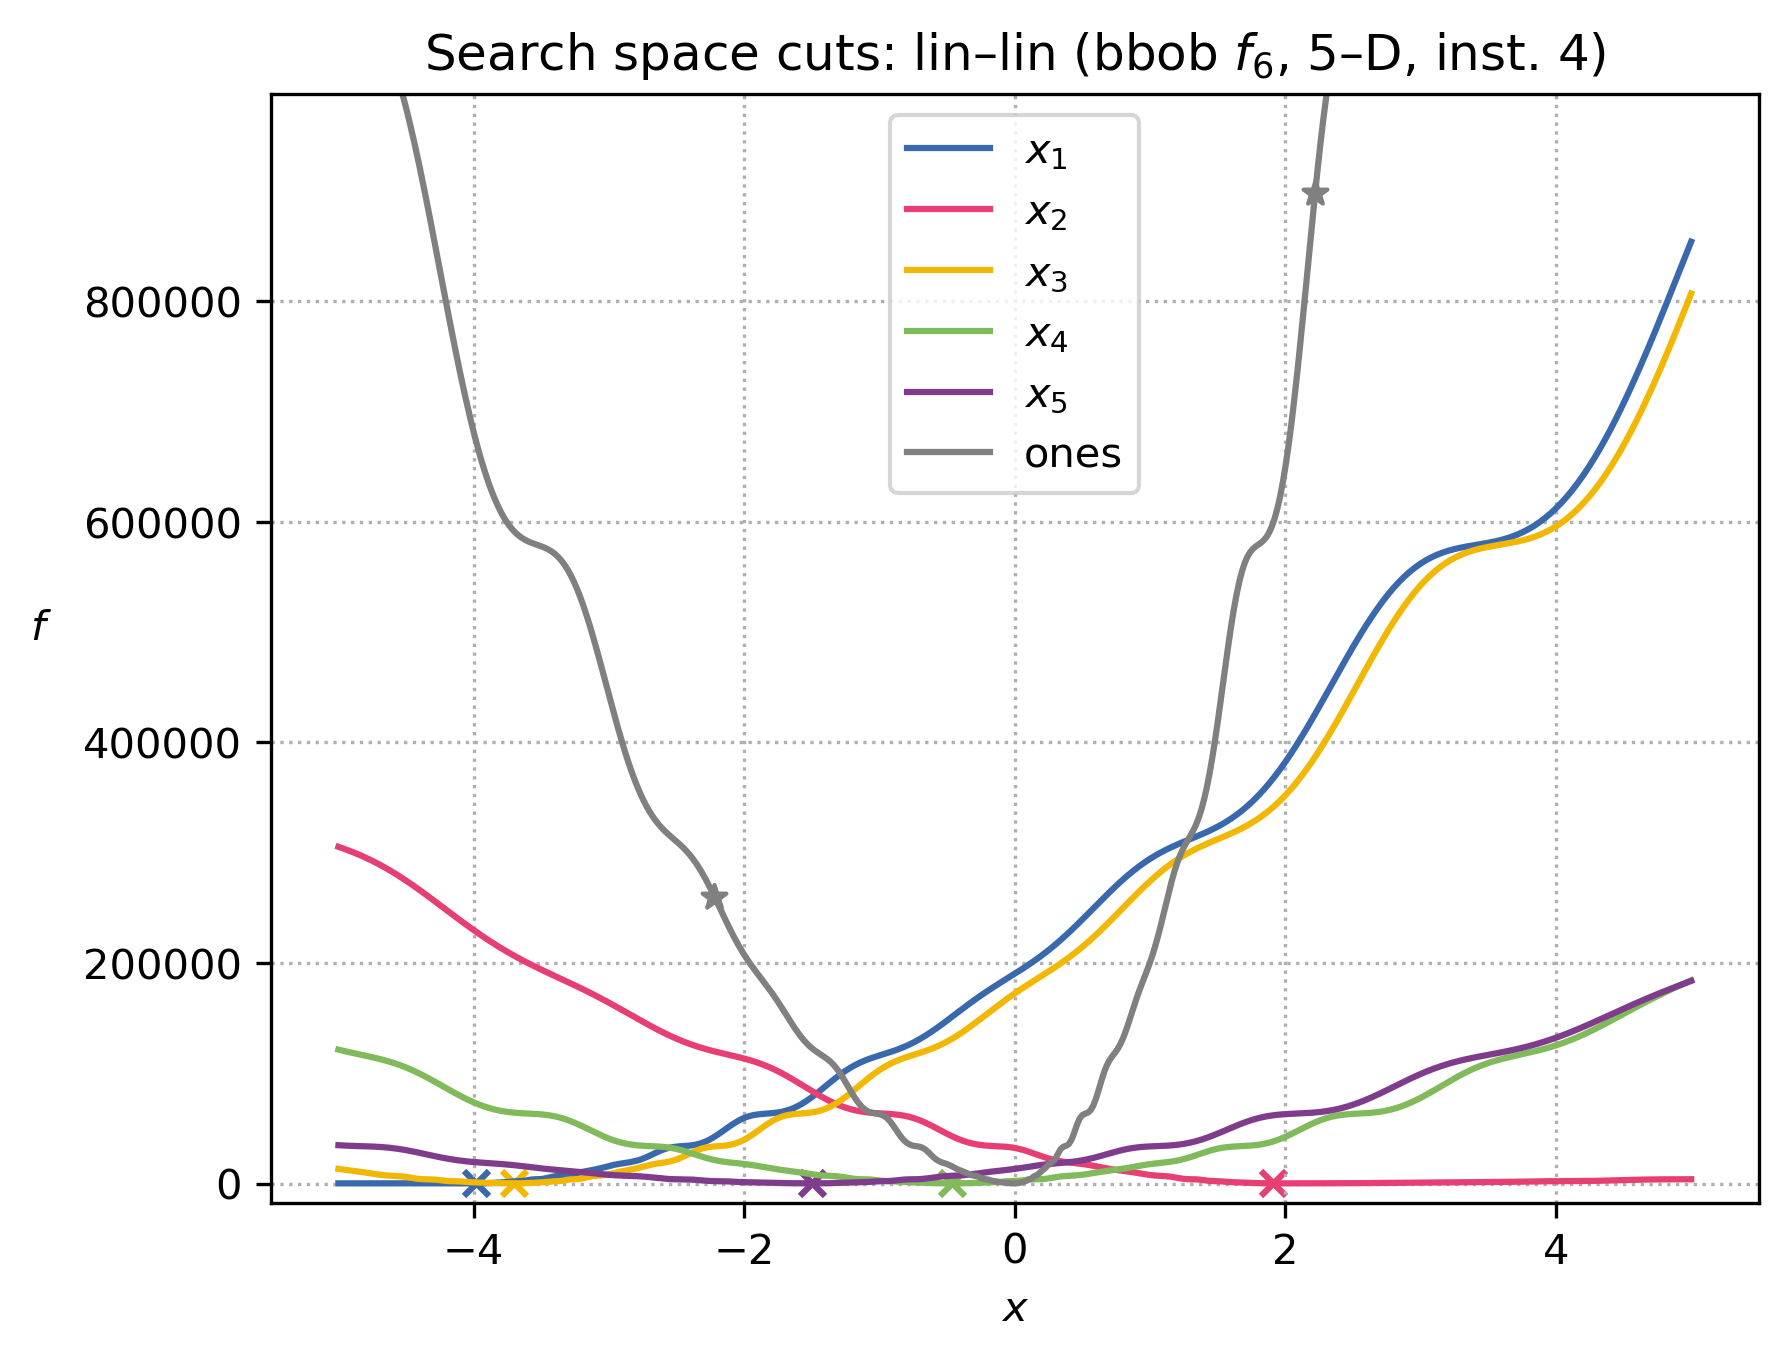 Search space cuts: lin–lin (bbob f₆, 5–D, inst. 4)
x₁
x₂
x₃
x₄
x₅
ones
800000
600000
400000
200000
0
f
−4 −2 0 2 4
x